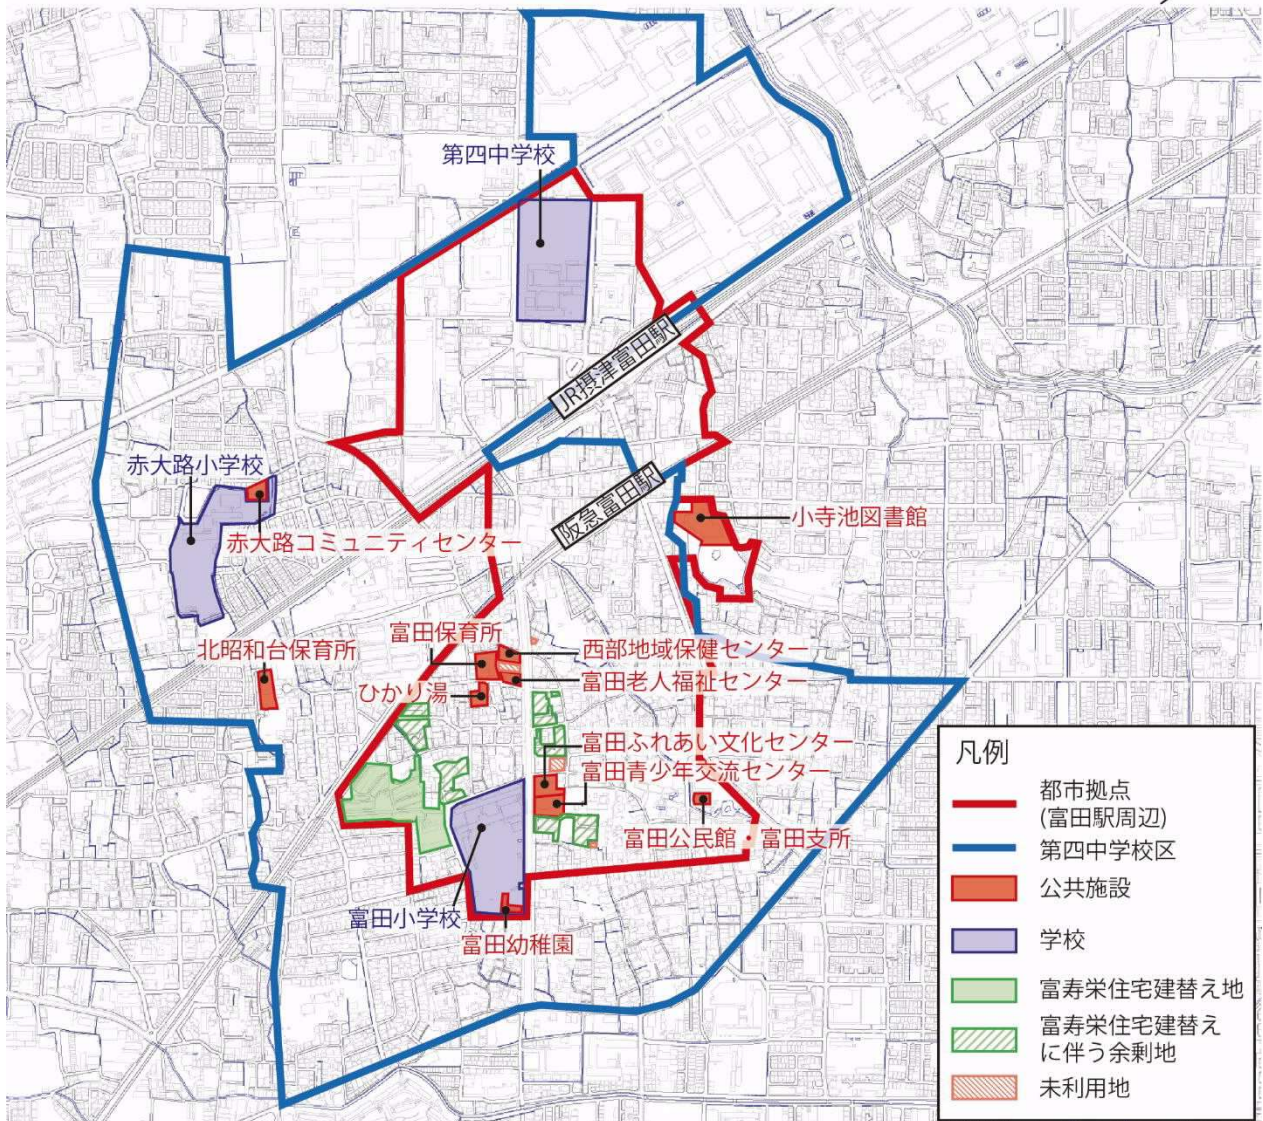 第四中学校
JR摂津富田駅
赤大路小学校
阪急富田駅
小寺池図書館
赤大路コミュニティセンター
富田保育所
西部地域保健センター
北昭和台保育所
富田老人福祉センター
ひかり湯
富田ふれあい文化センター
富田青少年交流センター
富田公民館・富田支所
富田小学校
富田幼稚園
凡例
都市拠点
(富田駅周辺)
第四中学校区
公共施設
学校
富寿栄住宅建替え地
富寿栄住宅建替え
に伴う余剰地
未利用地